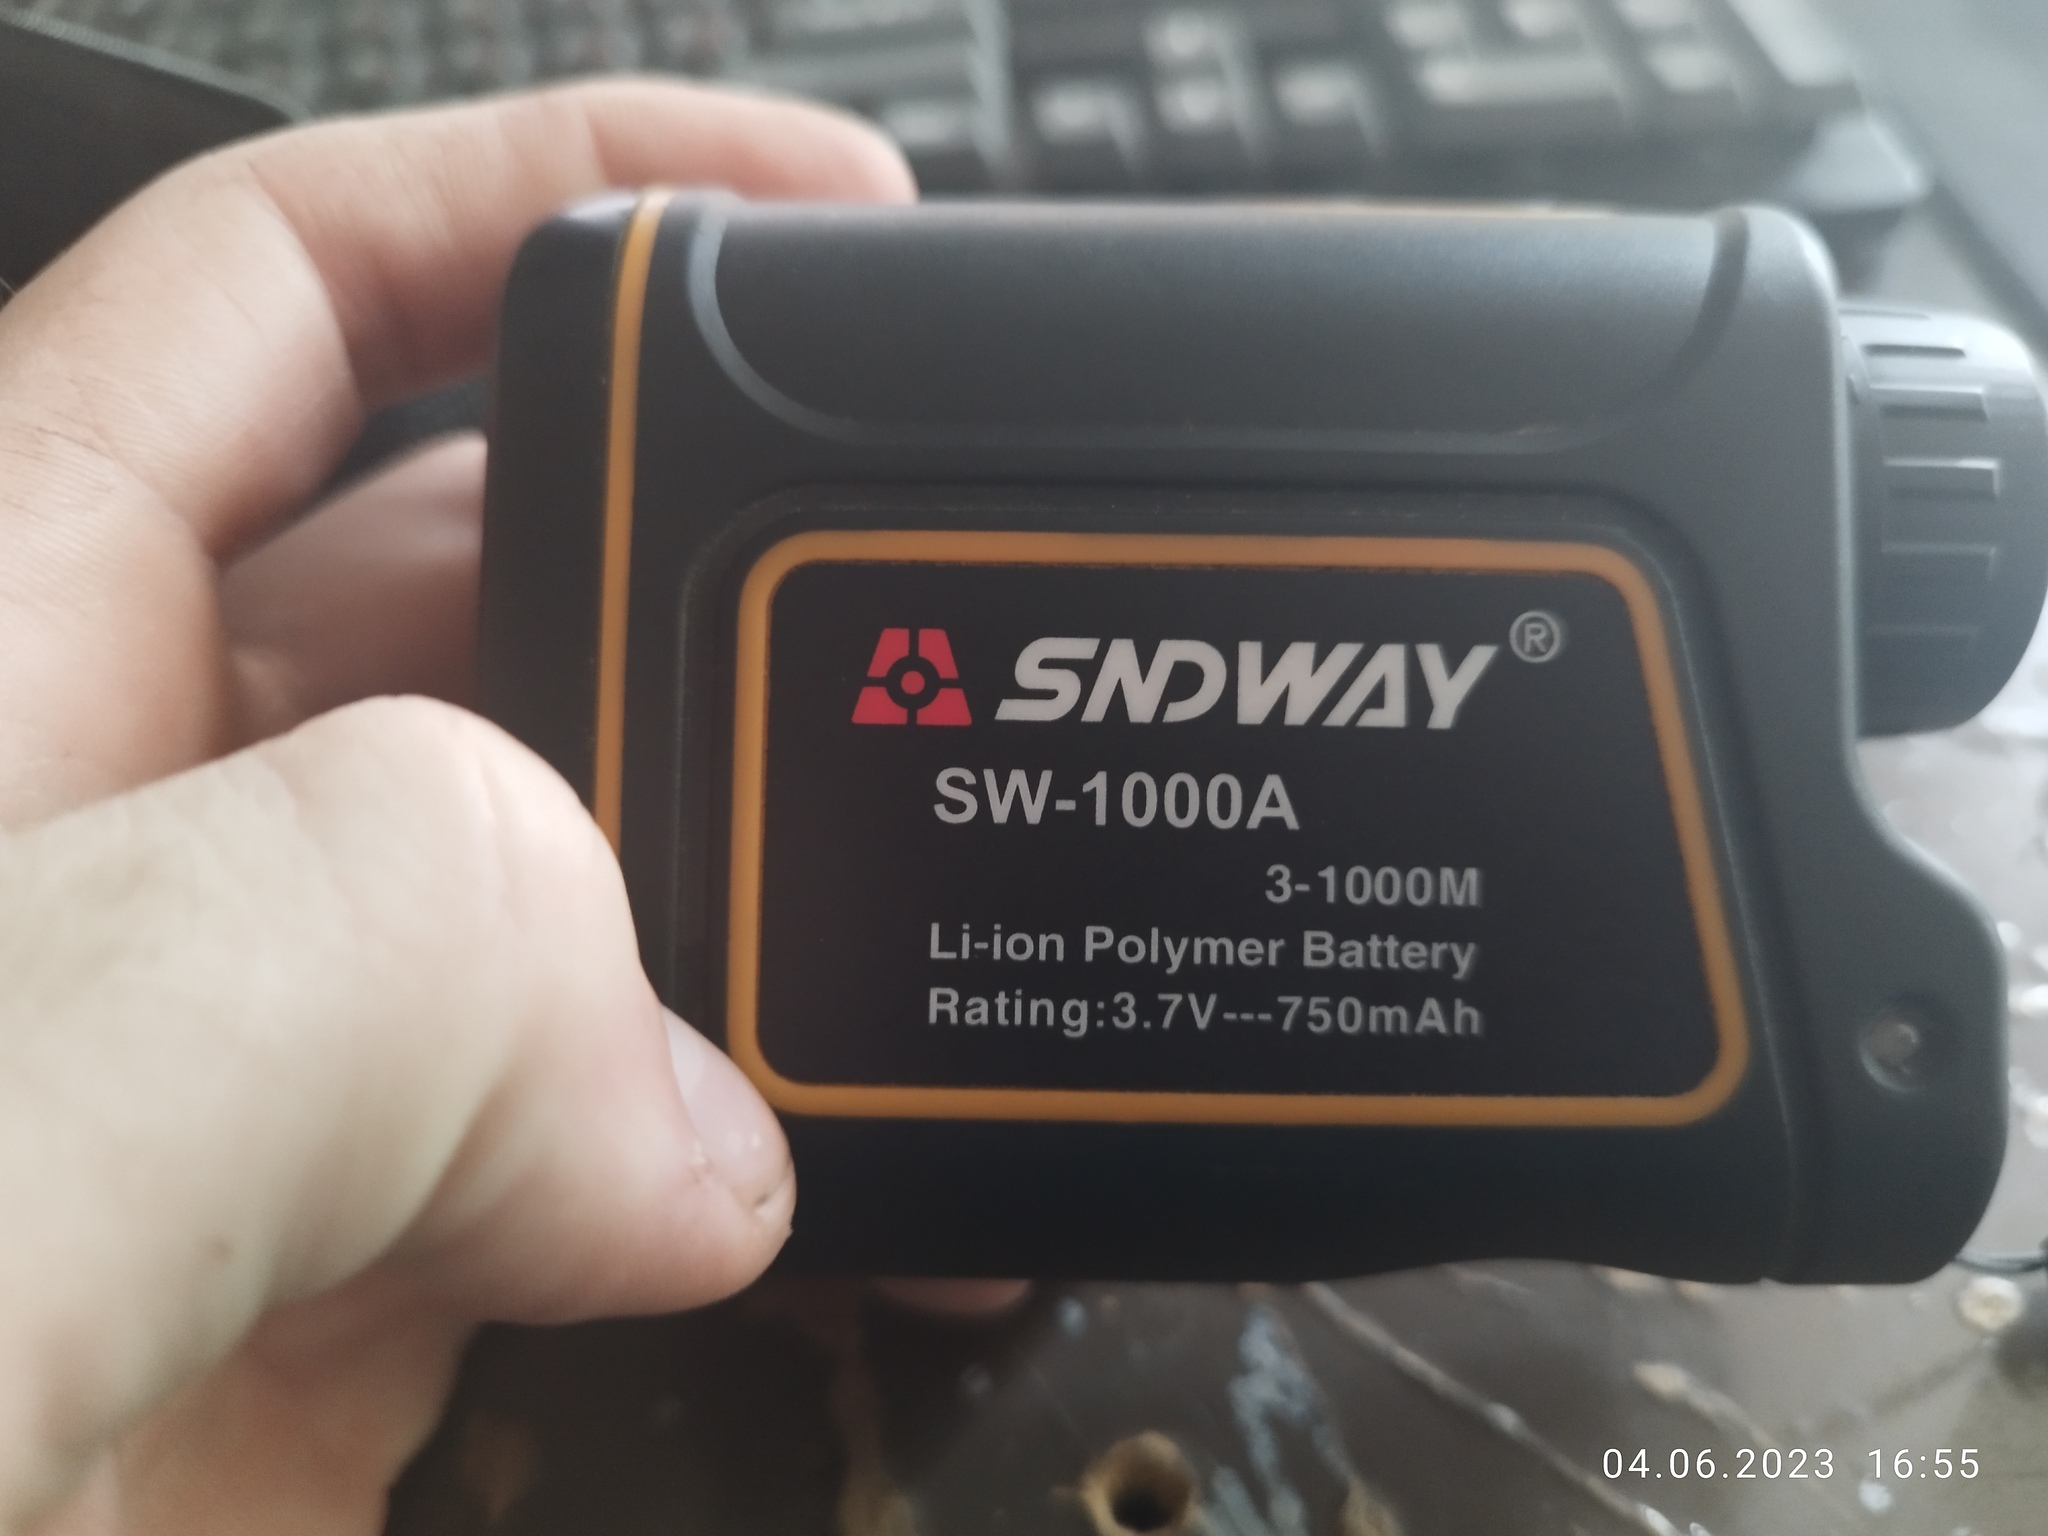 SNDWAY®
SW-1000A
3-1000M
Li-ion Polymer Battery
Rating:3.7V---750mAh
04.06.2023 16:55